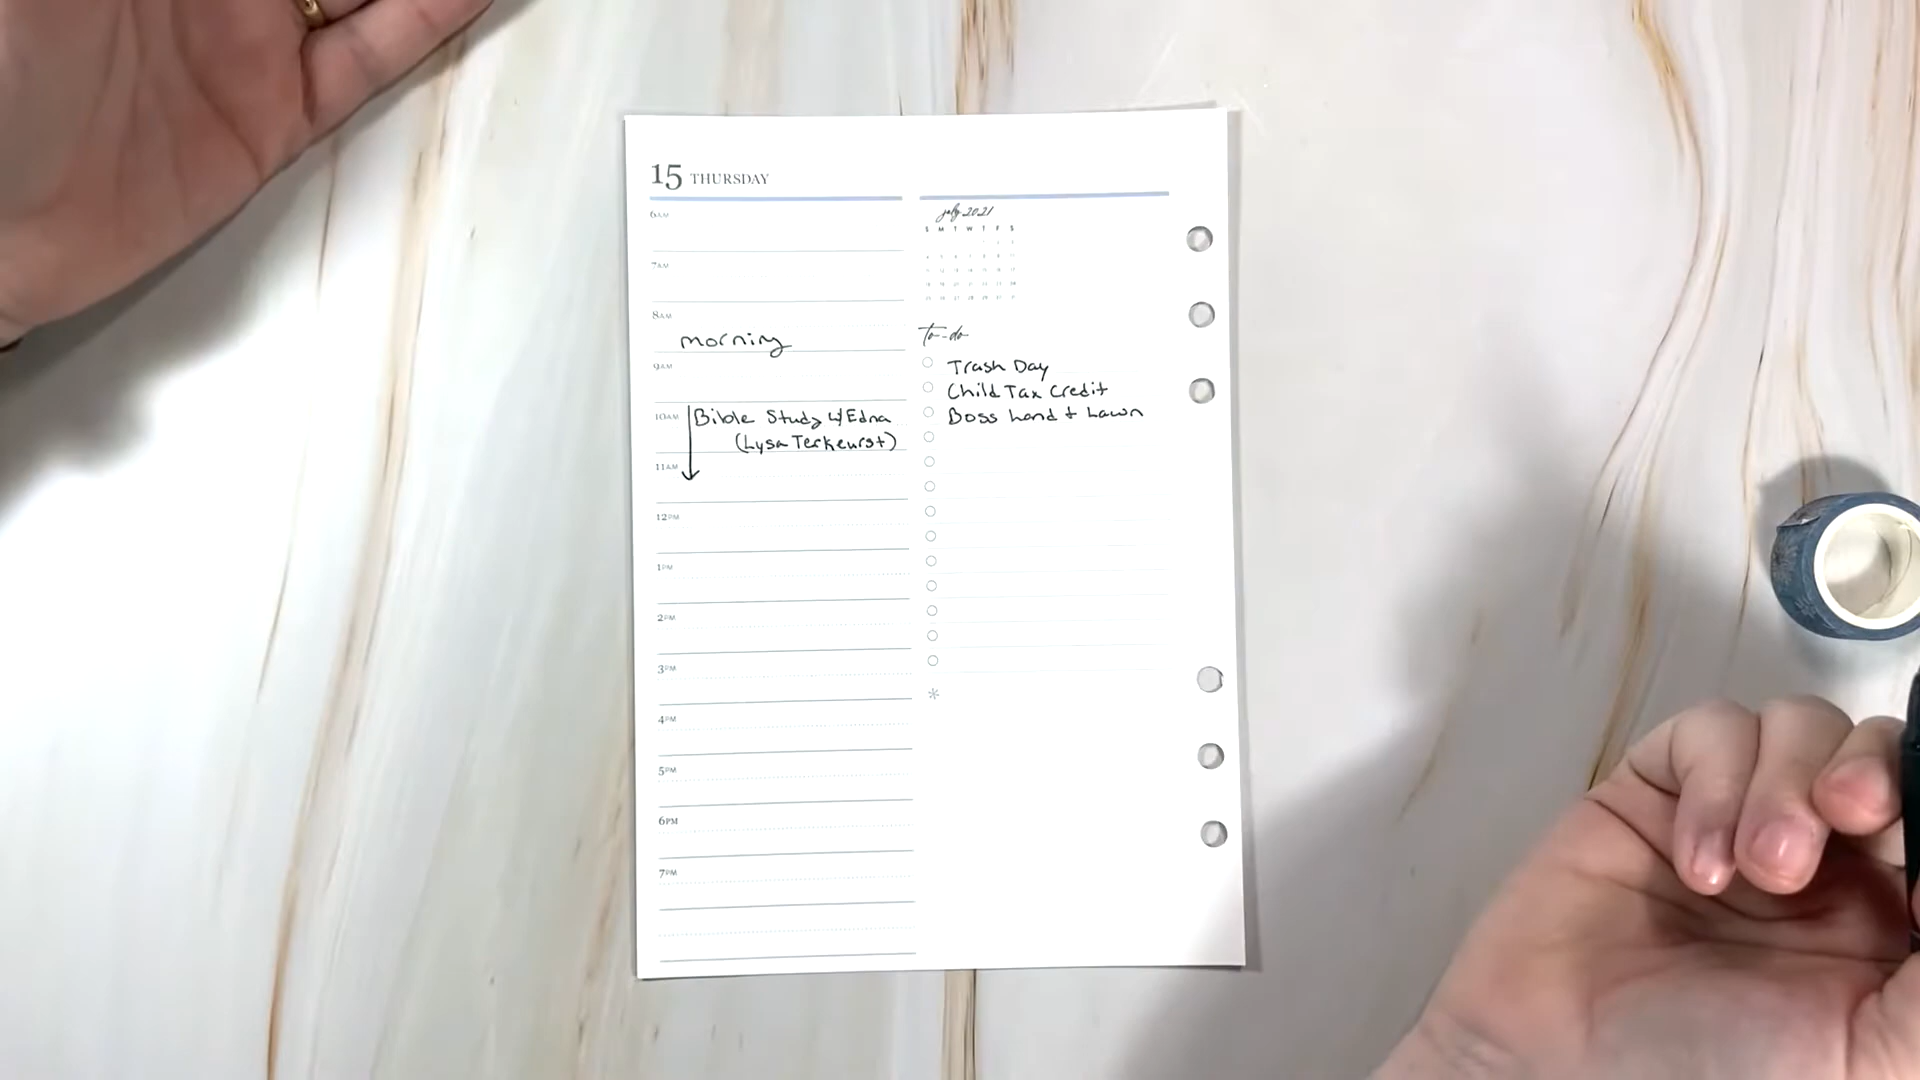 15 THURSDAY
6AM
7AM
8AM
morning
9AM
10AM Bible Study w/ Edna
(Lysa Terkeurst)
11AM
12PM
1PM
2PM
3PM
4PM
5PM
6PM
7PM
july 2021
S M T W T F S
to-do
Trash Day
Child Tax Credit
Boss Land + Lawn
*